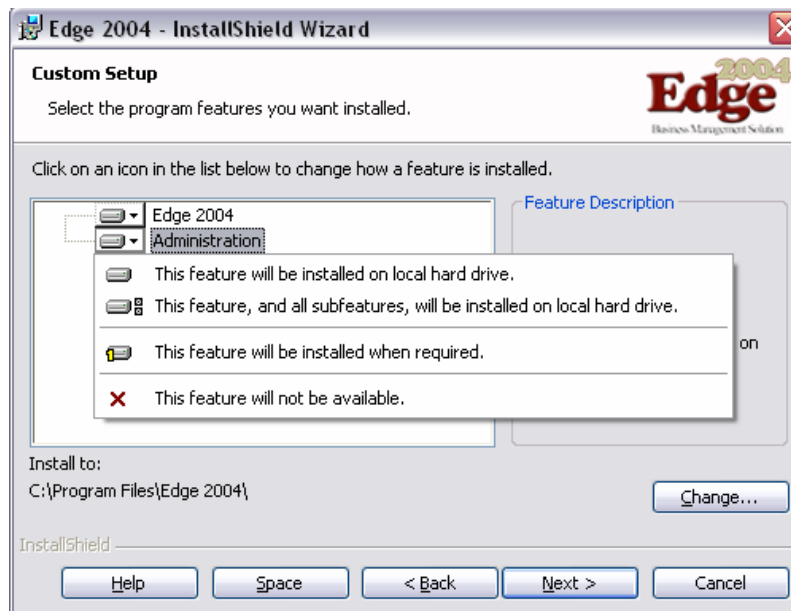 Edge 2004 - InstallShield Wizard
Custom Setup
Select the program features you want installed.
2004
Edge
Business Management Solution
Click on an icon in the list below to change how a feature is installed.
Edge 2004
Feature Description
Administration
This feature will be installed on local hard drive.
This feature, and all subfeatures, will be installed on local hard drive.
This feature will be installed when required.
on
This feature will not be available.
Install to:
C:\Program Files\Edge 2004\
Change...
InstallShield
Help Space < Back Next > Cancel